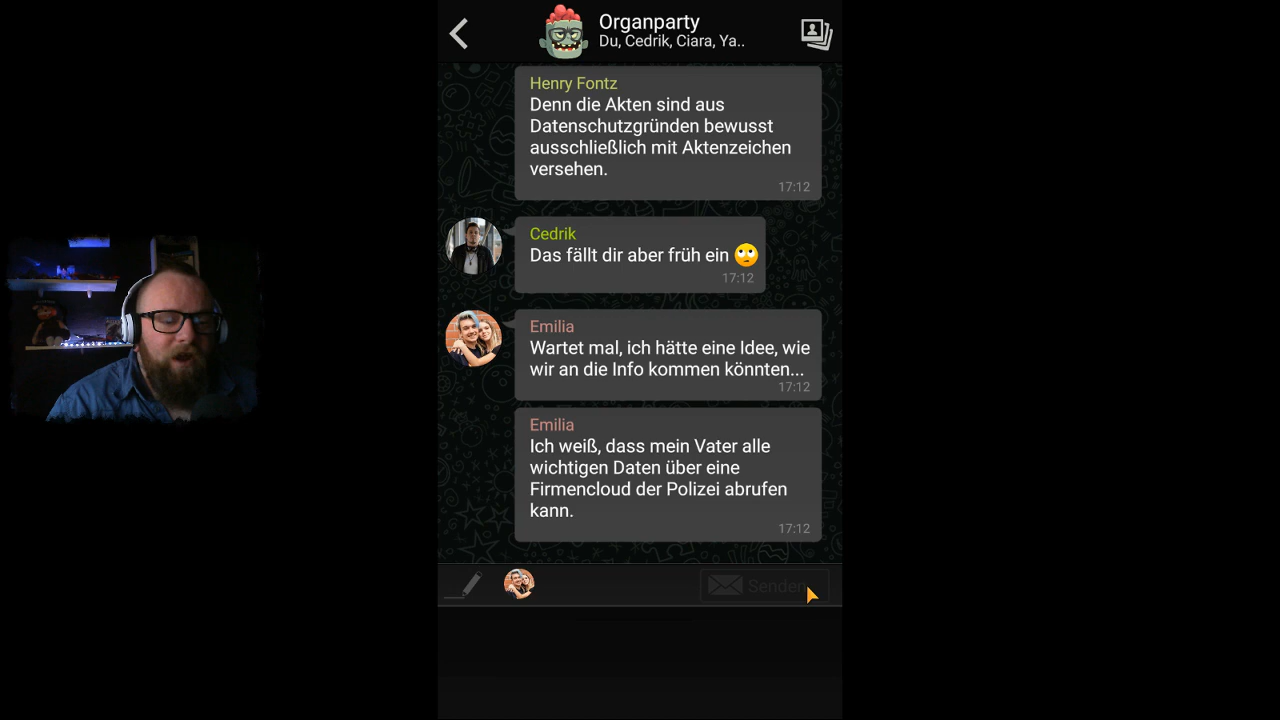 Organparty
Du, Cedrik, Ciara, Ya..
Henry Fontz
Denn die Akten sind aus
Datenschutzgründen bewusst
ausschließlich mit Aktenzeichen
versehen.
17:12
Cedrik
Das fällt dir aber früh ein 🙄
17:12
Emilia
Wartet mal, ich hätte eine Idee, wie
wir an die Info kommen könnten...
17:12
Emilia
Ich weiß, dass mein Vater alle
wichtigen Daten über eine
Firmencloud der Polizei abrufen
kann.
17:12
Senden